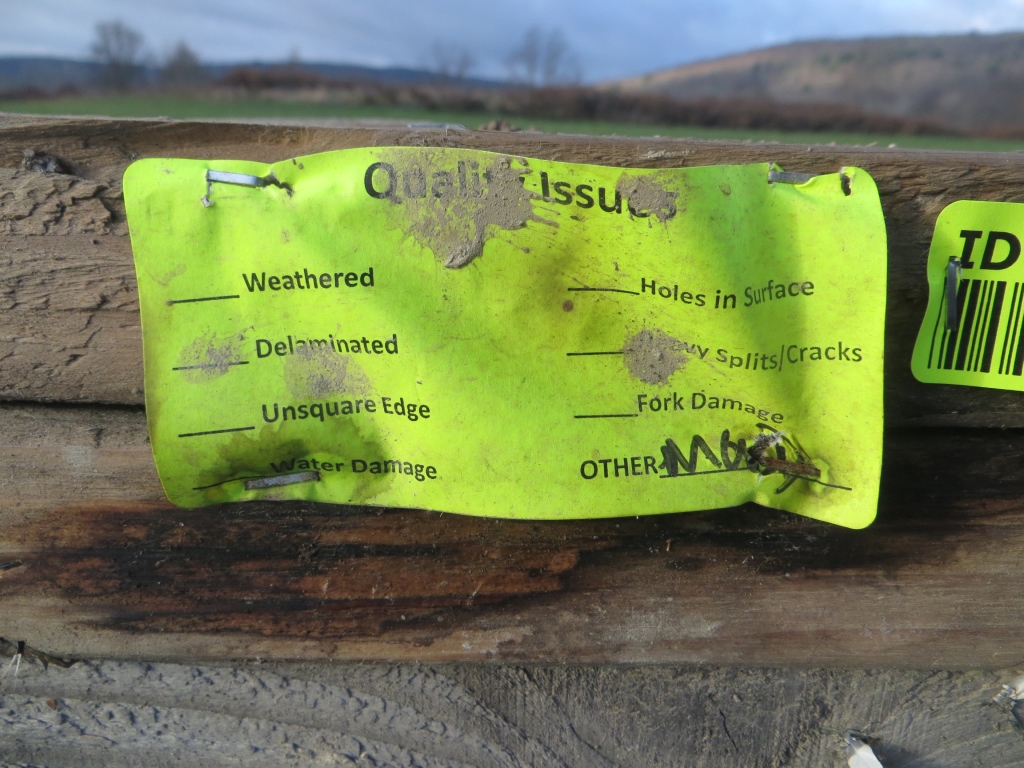 Quality Issues
Weathered
Delaminated
Unsquare Edge
Water Damage
Holes in Surface
Splits/Cracks
Fork Damage
OTHER
ID